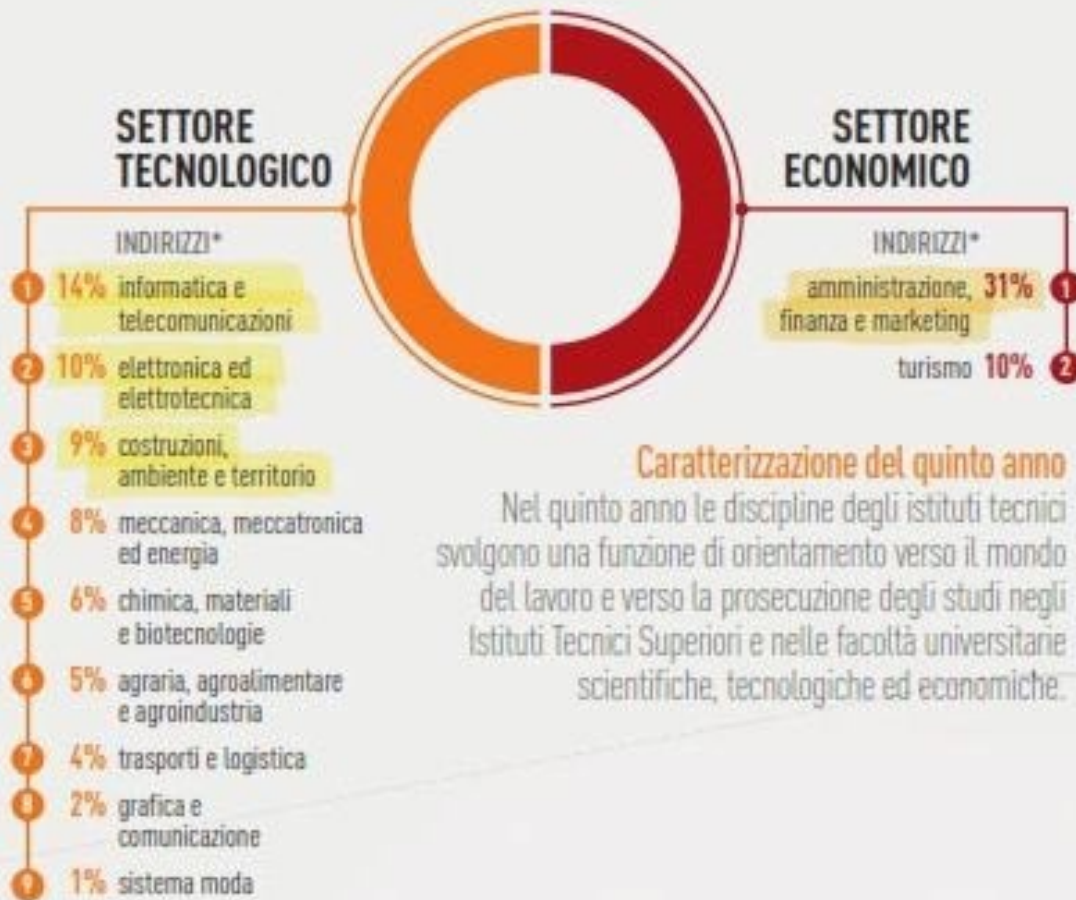 SETTORE
TECNOLOGICO
INDIRIZZI*
1 14% informatica e
telecomunicazioni
2 10% elettronica ed
elettrotecnica
3 9% costruzioni,
ambiente e territorio
4 8% meccanica, meccatronica
ed energia
5 6% chimica, materiali
e biotecnologie
6 5% agraria, agroalimentare
e agroindustria
7 4% trasporti e logistica
8 2% grafica e
comunicazione
9 1% sistema moda
SETTORE
ECONOMICO
INDIRIZZI*
amministrazione, 31% 1
finanza e marketing
turismo 10% 2
Caratterizzazione del quinto anno
Nel quinto anno le discipline degli istituti tecnici
svolgono una funzione di orientamento verso il mondo
del lavoro e verso la prosecuzione degli studi negli
Istituti Tecnici Superiori e nelle facoltà universitarie
scientifiche, tecnologiche ed economiche.